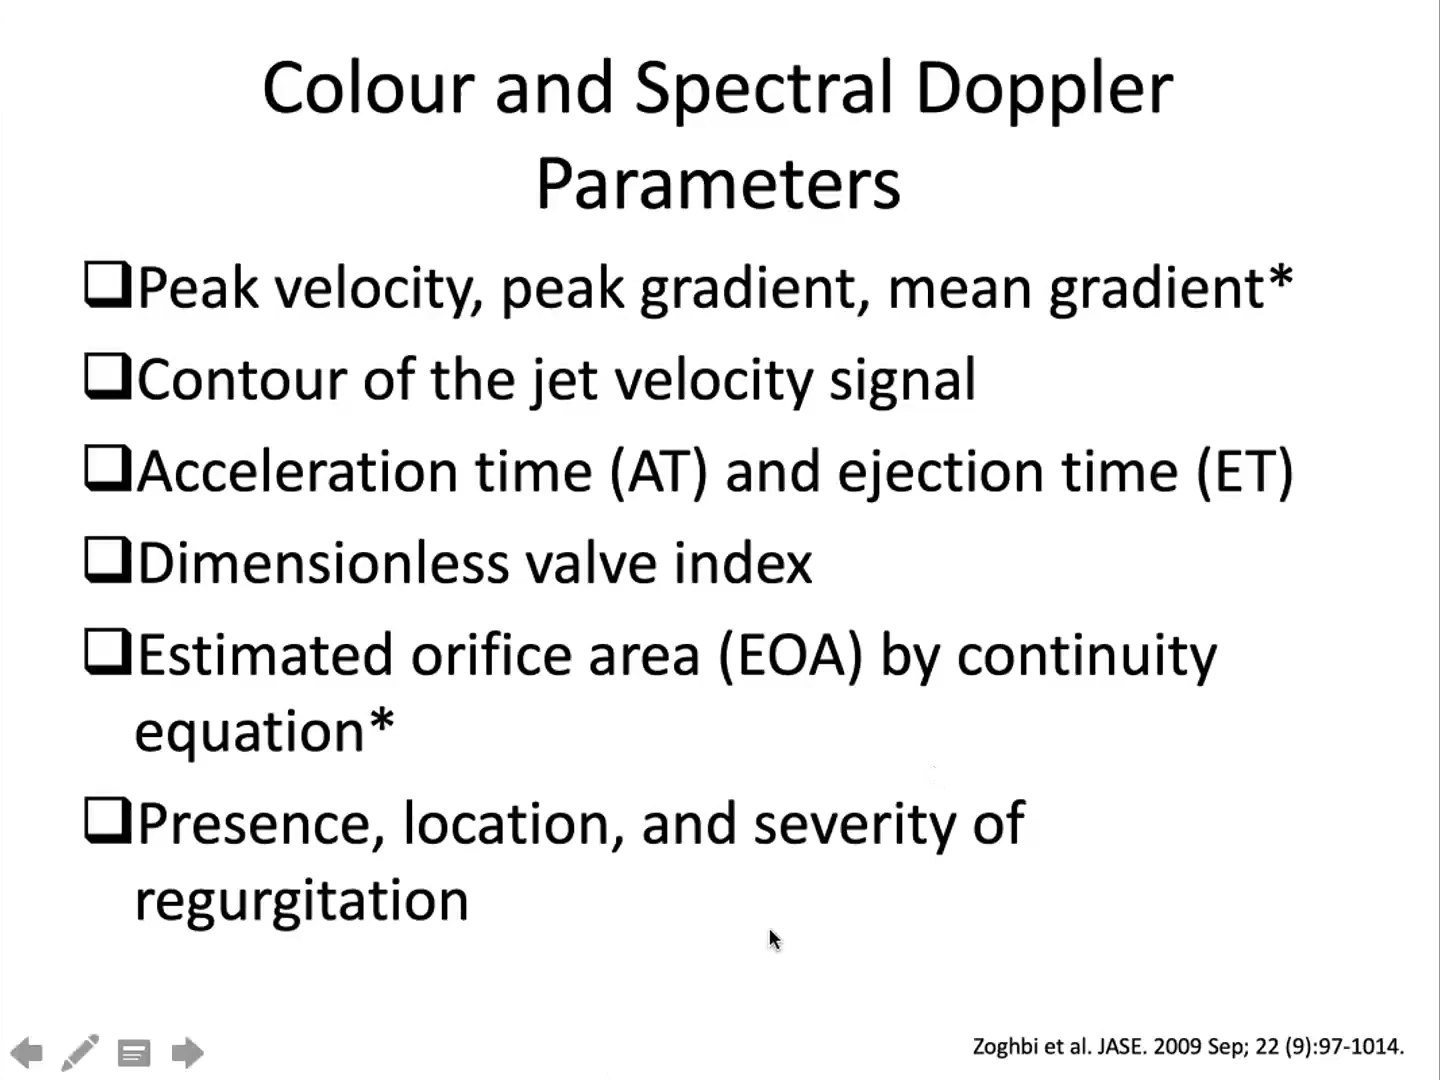 Colour and Spectral Doppler
Parameters
❑Peak velocity, peak gradient, mean gradient*
❑Contour of the jet velocity signal
❑Acceleration time (AT) and ejection time (ET)
❑Dimensionless valve index
❑Estimated orifice area (EOA) by continuity
equation*
❑Presence, location, and severity of
regurgitation
Zoghbi et al. JASE. 2009 Sep; 22 (9):97-1014.